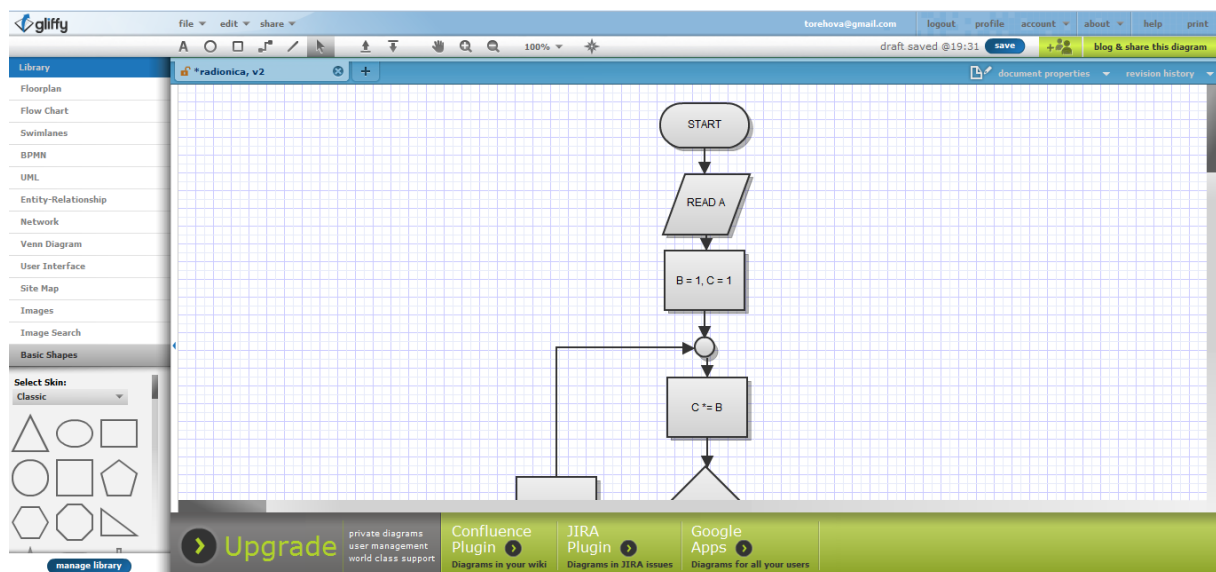 gliffy
file edit share
torehova@gmail.com logout profile account about help print
A 100% draft saved @19:31 save + blog & share this diagram
Library
*radionica, v2 +
document properties revision history
Floorplan
Flow Chart
Swimlanes
BPMN
UML
Entity-Relationship
Network
Venn Diagram
User Interface
Site Map
Images
Image Search
Basic Shapes
Select Skin:
Classic
manage library
START
READ A
B = 1, C = 1
C *= B
Upgrade
private diagrams
user management
world class support
Confluence
Plugin
Diagrams in your wiki
JIRA
Plugin
Diagrams in JIRA issues
Google
Apps
Diagrams for all your users